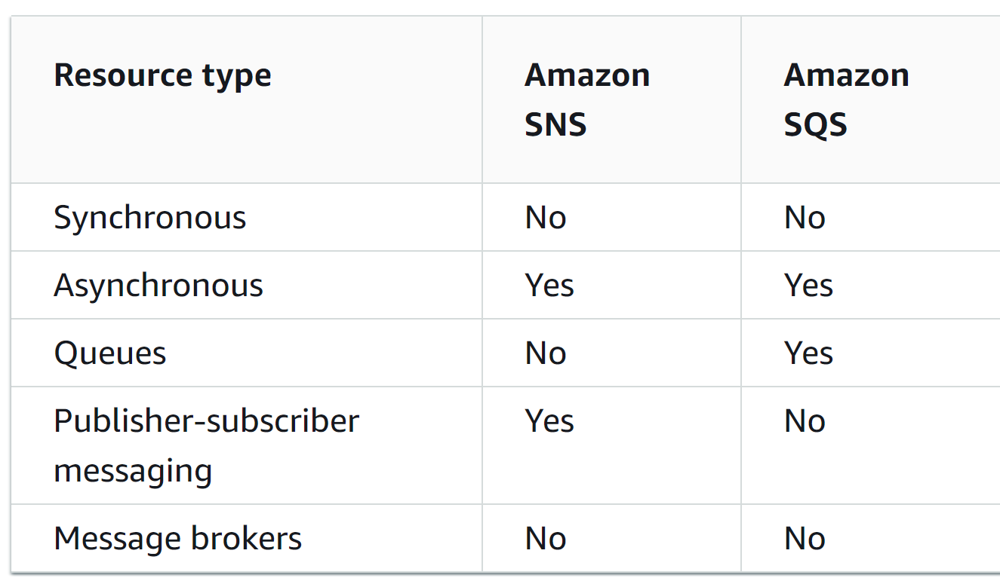 Resource type Amazon SNS Amazon SQS
Synchronous No No
Asynchronous Yes Yes
Queues No Yes
Publisher-subscriber messaging Yes No
Message brokers No No